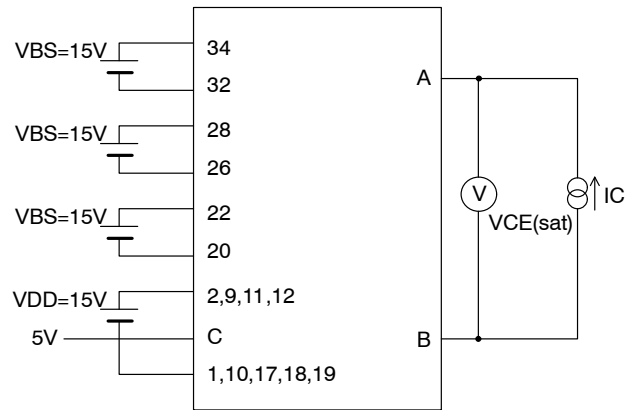 VBS=15V
34
32
A
VBS=15V
28
26
V
IC
VCE(sat)
VBS=15V
22
20
VDD=15V
2,9,11,12
5V
C
B
1,10,17,18,19